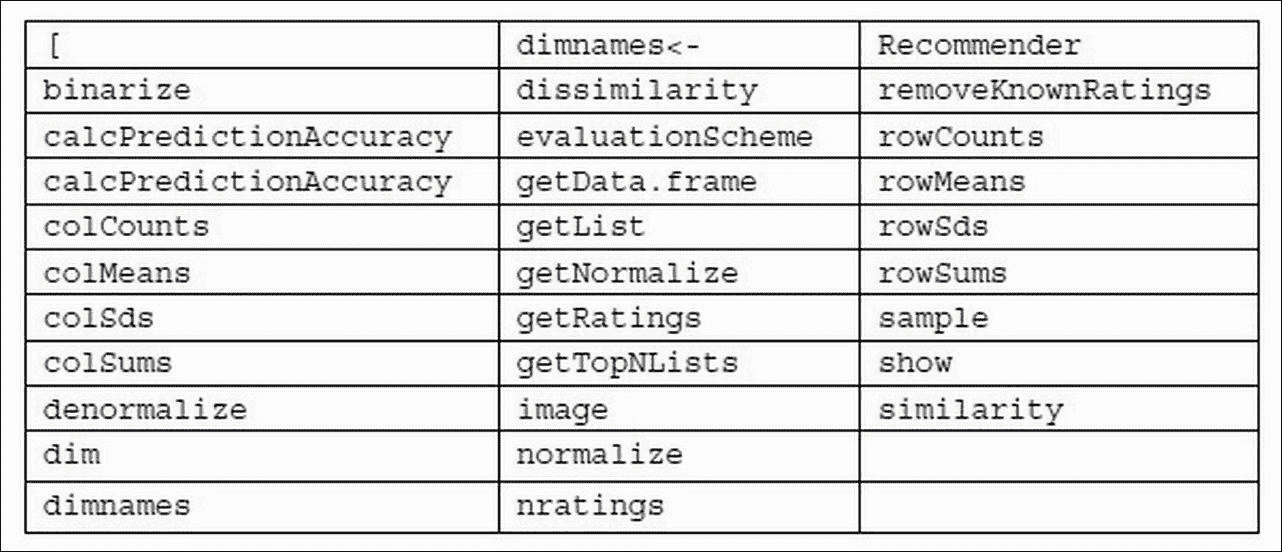 [ dimnames<- Recommender
binarize dissimilarity removeKnownRatings
calcPredictionAccuracy evaluationScheme rowCounts
calcPredictionAccuracy getData.frame rowMeans
colCounts getList rowSds
colMeans getNormalize rowSums
colSds getRatings sample
colSums getTopNLists show
denormalize image similarity
dim normalize
dimnames nratings